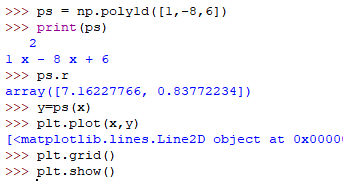 >>> ps = np.poly1d([1,-8,6])
>>> print(ps)
   2
1 x - 8 x + 6
>>> ps.r
array([7.16227766, 0.83772234])
>>> y=ps(x)
>>> plt.plot(x,y)
[<matplotlib.lines.Line2D object at 0x0000
>>> plt.grid()
>>> plt.show()